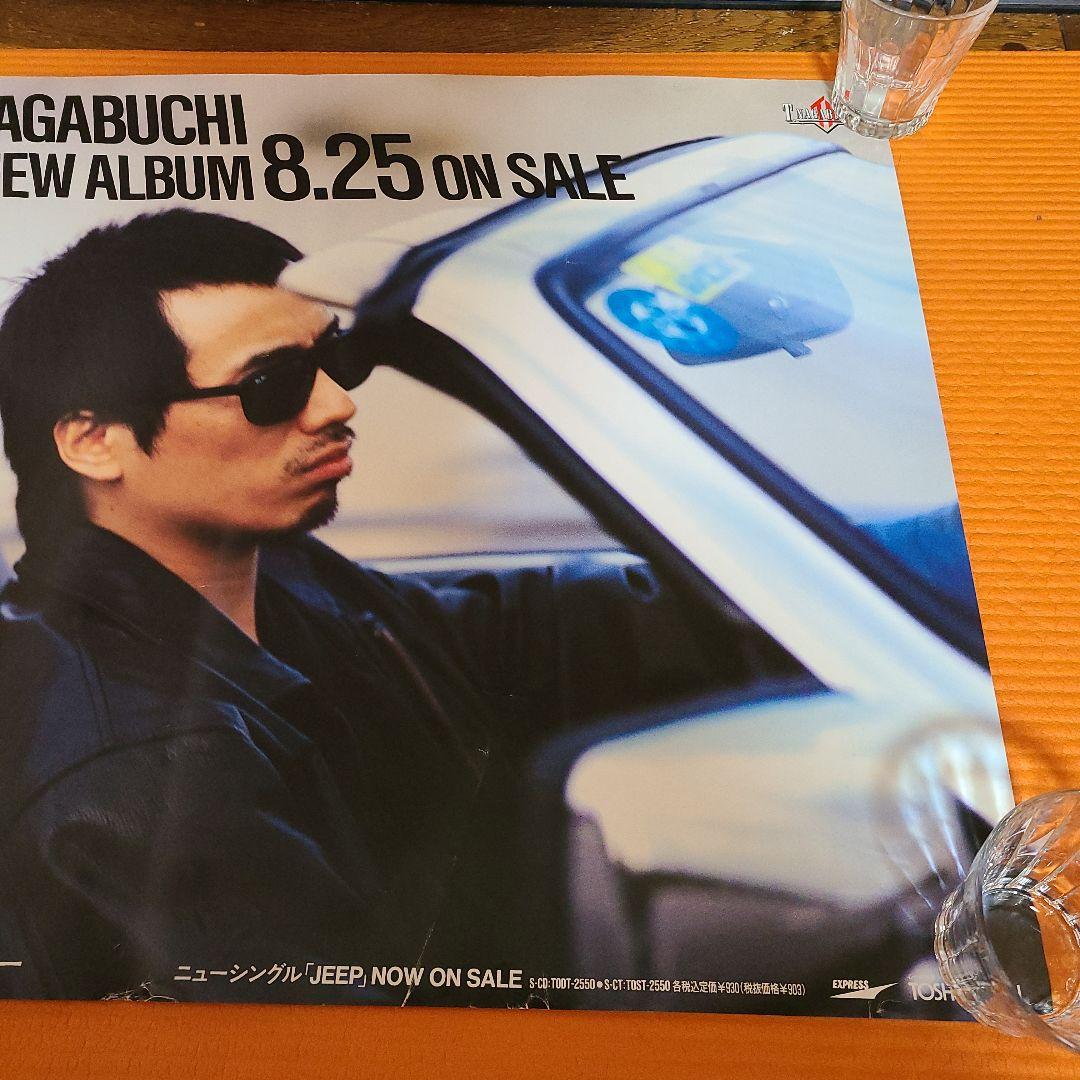 AGABUCHI
EW ALBUM 8.25 ON SALE
ニューシングル「JEEP」NOW ON SALE S-CD:TODT-2550●S-CT:TOST-2550 各税込定価¥930(税抜価格¥903)
EXPRESS
TOSH